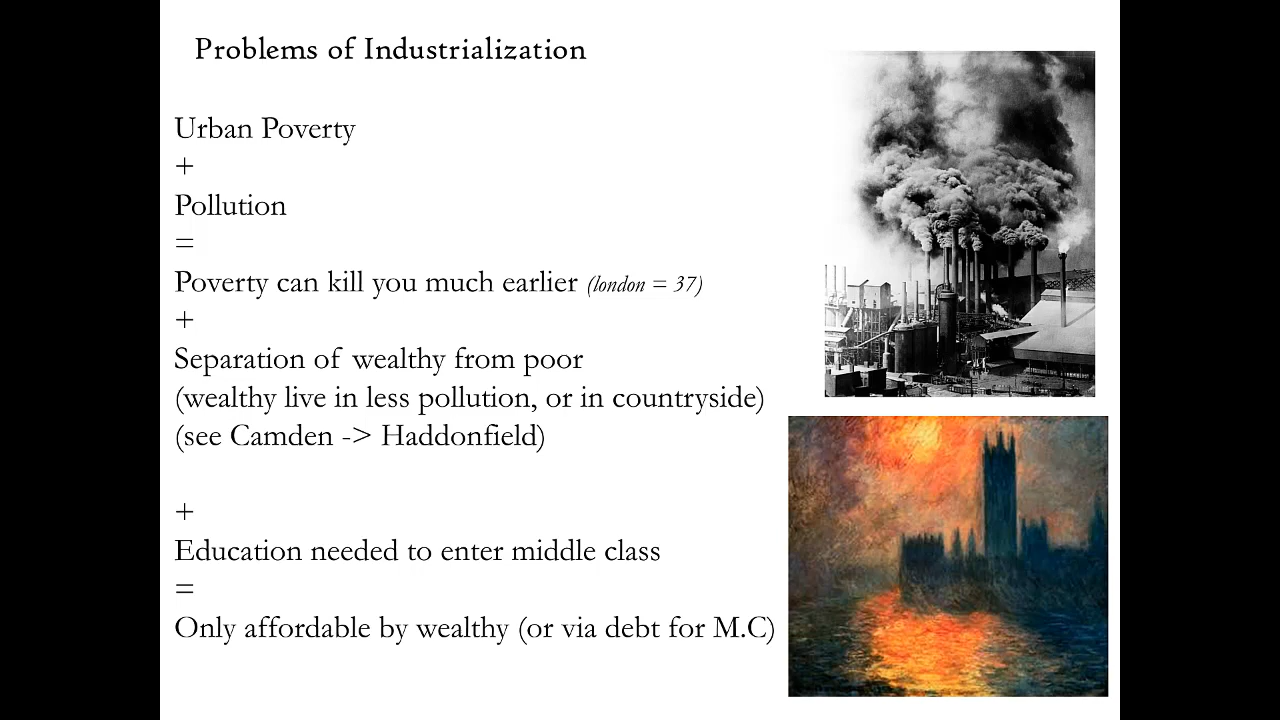 Problems of Industrialization
Urban Poverty
+
Pollution
=
Poverty can kill you much earlier (london = 37)
+
Separation of wealthy from poor
(wealthy live in less pollution, or in countryside)
(see Camden -> Haddonfield)
+
Education needed to enter middle class
=
Only affordable by wealthy (or via debt for M.C)